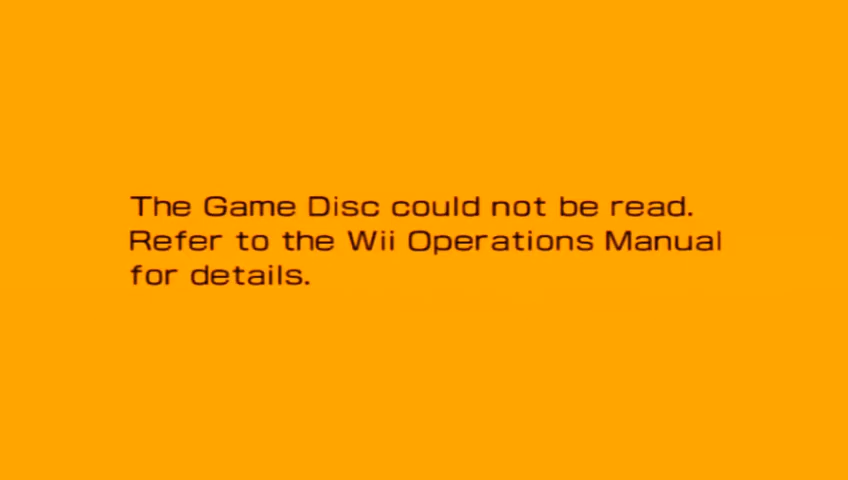 The Game Disc could not be read.
Refer to the Wii Operations Manual
for details.